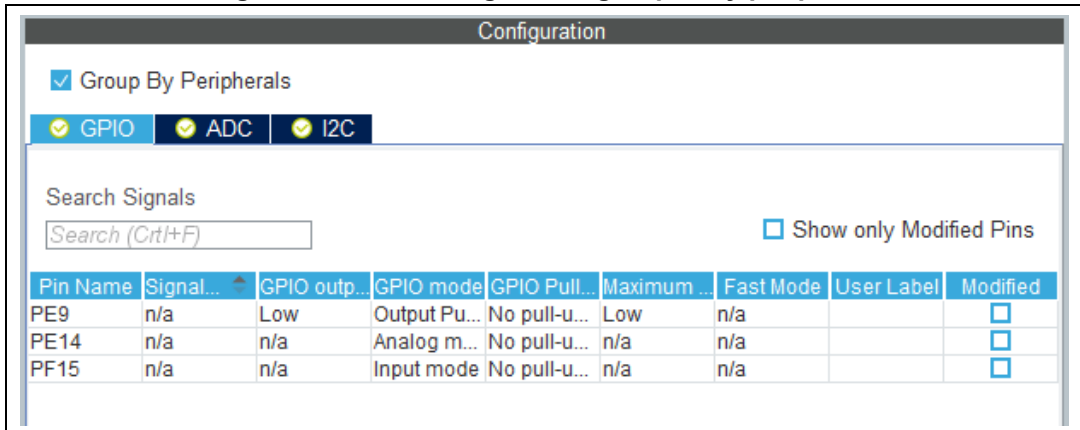 Configuration
Group By Peripherals
GPIO ADC I2C
Search Signals
Search (Crtl+F)
Show only Modified Pins
Pin Name Signal... GPIO outp... GPIO mode GPIO Pull... Maximum ... Fast Mode User Label Modified
PE9 n/a Low Output Pu... No pull-u... Low n/a
PE14 n/a n/a Analog m... No pull-u... n/a n/a
PF15 n/a n/a Input mode No pull-u... n/a n/a